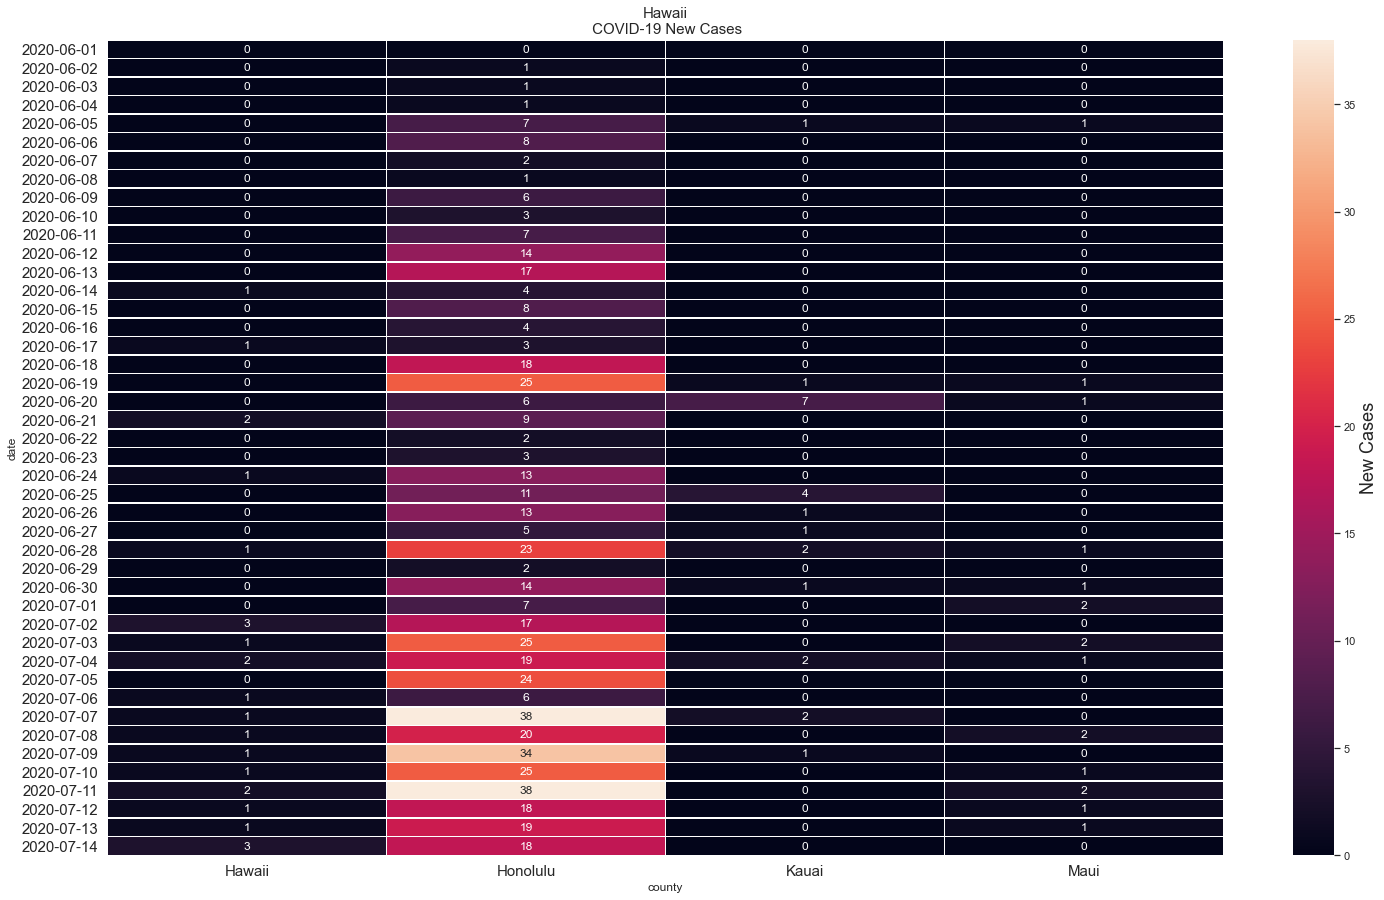 Hawaii
COVID-19 New Cases
2020-06-01 0 0 0 0
2020-06-02 0 1 0 0
2020-06-03 0 1 0 0
2020-06-04 0 1 0 0
2020-06-05 0 7 1 1
2020-06-06 0 8 0 0
2020-06-07 0 2 0 0
2020-06-08 0 1 0 0
2020-06-09 0 6 0 0
2020-06-10 0 3 0 0
2020-06-11 0 7 0 0
2020-06-12 0 14 0 0
2020-06-13 0 17 0 0
2020-06-14 1 4 0 0
2020-06-15 0 8 0 0
2020-06-16 0 4 0 0
2020-06-17 1 3 0 0
2020-06-18 0 18 0 0
2020-06-19 0 25 1 1
2020-06-20 0 6 7 1
2020-06-21 2 9 0 0
2020-06-22 0 2 0 0
2020-06-23 0 3 0 0
2020-06-24 1 13 0 0
2020-06-25 0 11 4 0
2020-06-26 0 13 1 0
2020-06-27 0 5 1 0
2020-06-28 1 23 2 1
2020-06-29 0 2 0 0
2020-06-30 0 14 1 1
2020-07-01 0 7 0 2
2020-07-02 3 17 0 0
2020-07-03 1 25 0 2
2020-07-04 2 19 2 1
2020-07-05 0 24 0 0
2020-07-06 1 6 0 0
2020-07-07 1 38 2 0
2020-07-08 1 20 0 2
2020-07-09 1 34 1 0
2020-07-10 1 25 0 1
2020-07-11 2 38 0 2
2020-07-12 1 18 0 1
2020-07-13 1 19 0 1
2020-07-14 3 18 0 0
Hawaii Honolulu Kauai Maui
county
date
35
30
25
20
15
10
5
0
New Cases